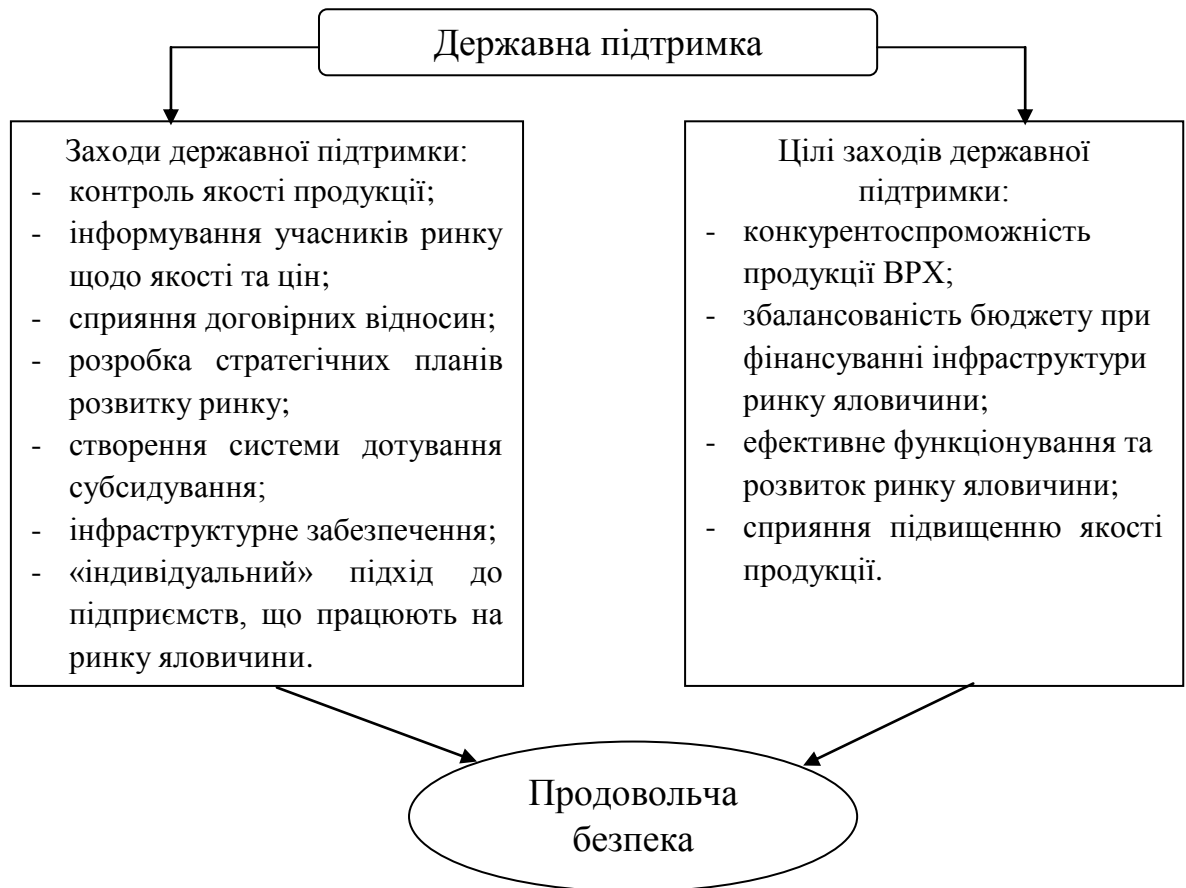 Державна підтримка
Заходи державної підтримки:
- контроль якості продукції;
- інформування учасників ринку
щодо якості та цін;
- сприяння договірних відносин;
- розробка стратегічних планів
розвитку ринку;
- створення системи дотування
субсидування;
- інфраструктурне забезпечення;
- «індивідуальний» підхід до
підприємств, що працюють на
ринку яловичини.
Цілі заходів державної
підтримки:
- конкурентоспроможність
продукції ВРХ;
- збалансованість бюджету при
фінансуванні інфраструктури
ринку яловичини;
- ефективне функціонування та
розвиток ринку яловичини;
- сприяння підвищенню якості
продукції.
Продовольча
безпека